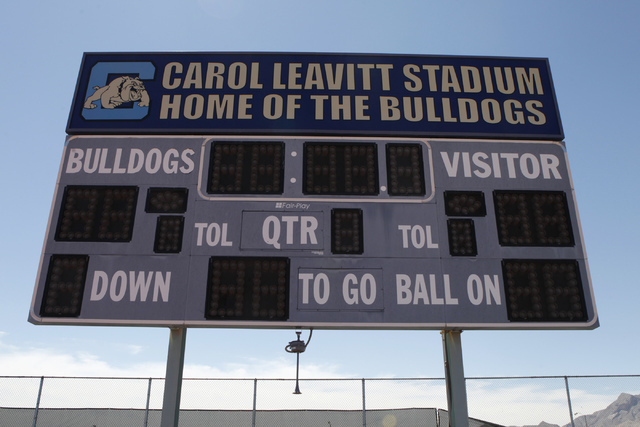 C
CAROL LEAVITT STADIUM
HOME OF THE BULLDOGS
BULLDOGS VISITOR
Fair-Play
TOL QTR TOL
DOWN TO GO BALL ON